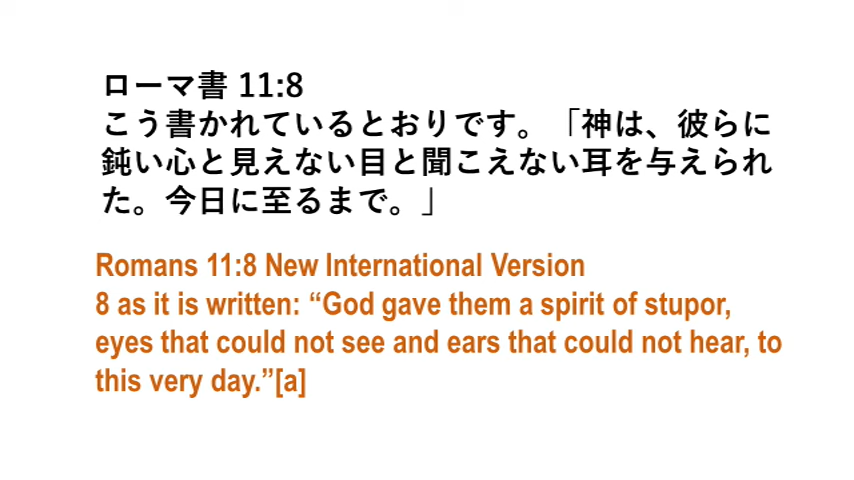 ローマ書 11:8
こう書かれているとおりです。「神は、彼らに
鈍い心と見えない目と聞こえない耳を与えられ
た。今日に至るまで。」
Romans 11:8 New International Version
8 as it is written: “God gave them a spirit of stupor,
eyes that could not see and ears that could not hear, to
this very day.”[a]